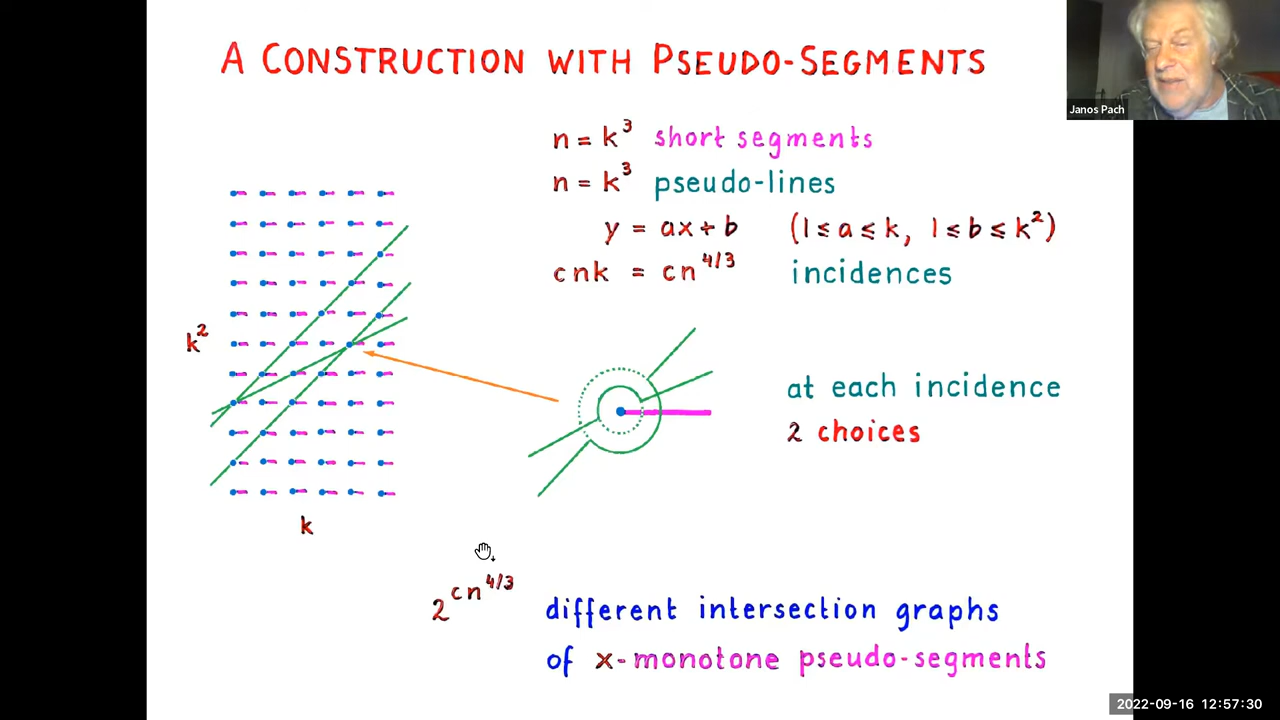 A CONSTRUCTION WITH PSEUDO-SEGMENTS
Janos Pach
n = k³ short segments
n = k³ pseudo-lines
y = ax + b (1 ≤ a ≤ k, 1 ≤ b ≤ k²)
cnk = cn^{4/3} incidences
k²
k
at each incidence
2 choices
2^{cn^{4/3}} different intersection graphs
of x-monotone pseudo-segments
2022-09-16 12:57:30